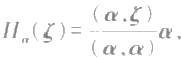 H_α(ζ) = (α, ζ) / (α, α) α,